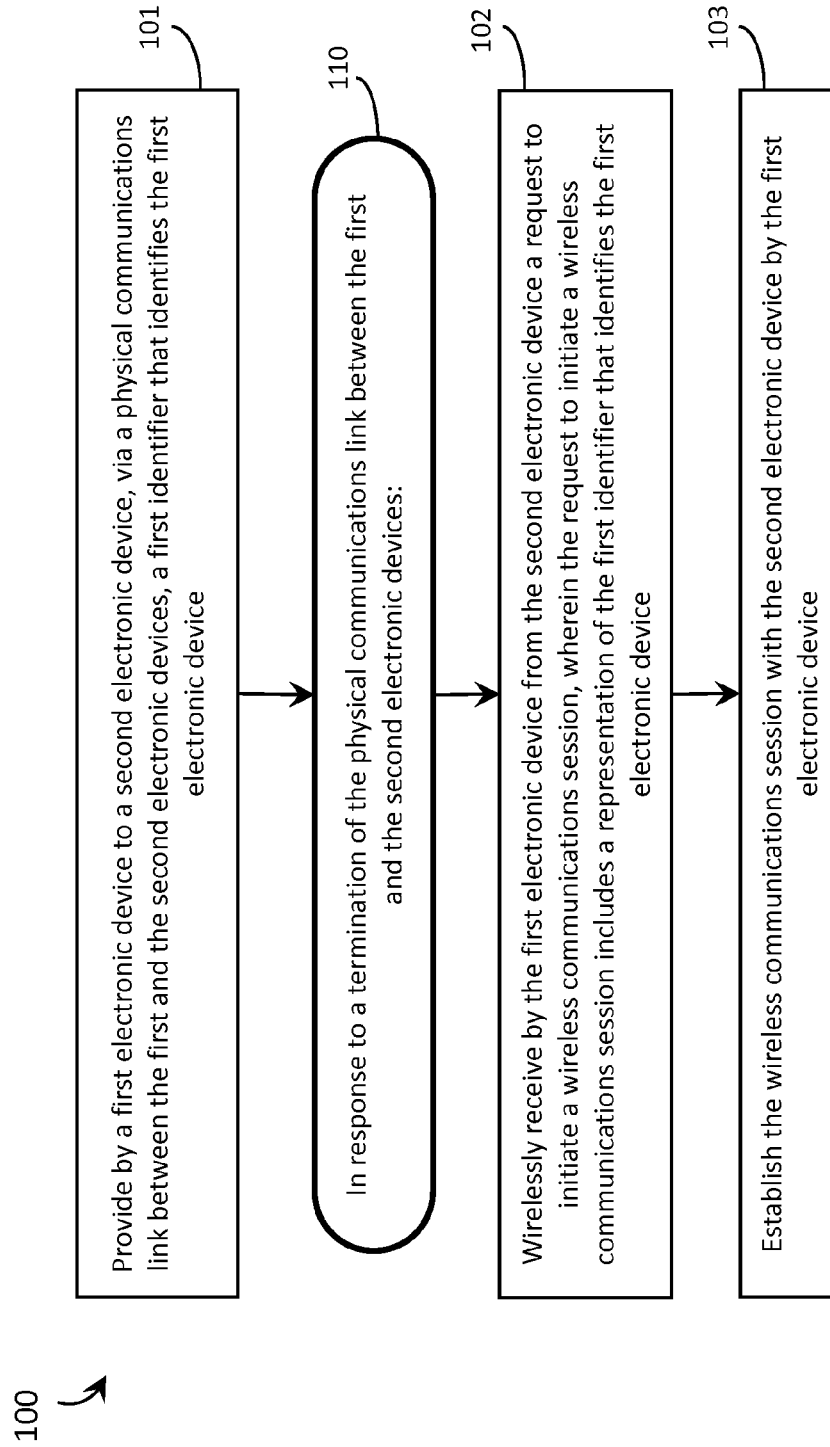 100
101
Provide by a first electronic device to a second electronic device, via a physical communications
link between the first and the second electronic devices, a first identifier that identifies the first
electronic device
110
In response to a termination of the physical communications link between the first
and the second electronic devices:
102
Wirelessly receive by the first electronic device from the second electronic device a request to
initiate a wireless communications session, wherein the request to initiate a wireless
communications session includes a representation of the first identifier that identifies the first
electronic device
103
Establish the wireless communications session with the second electronic device by the first
electronic device